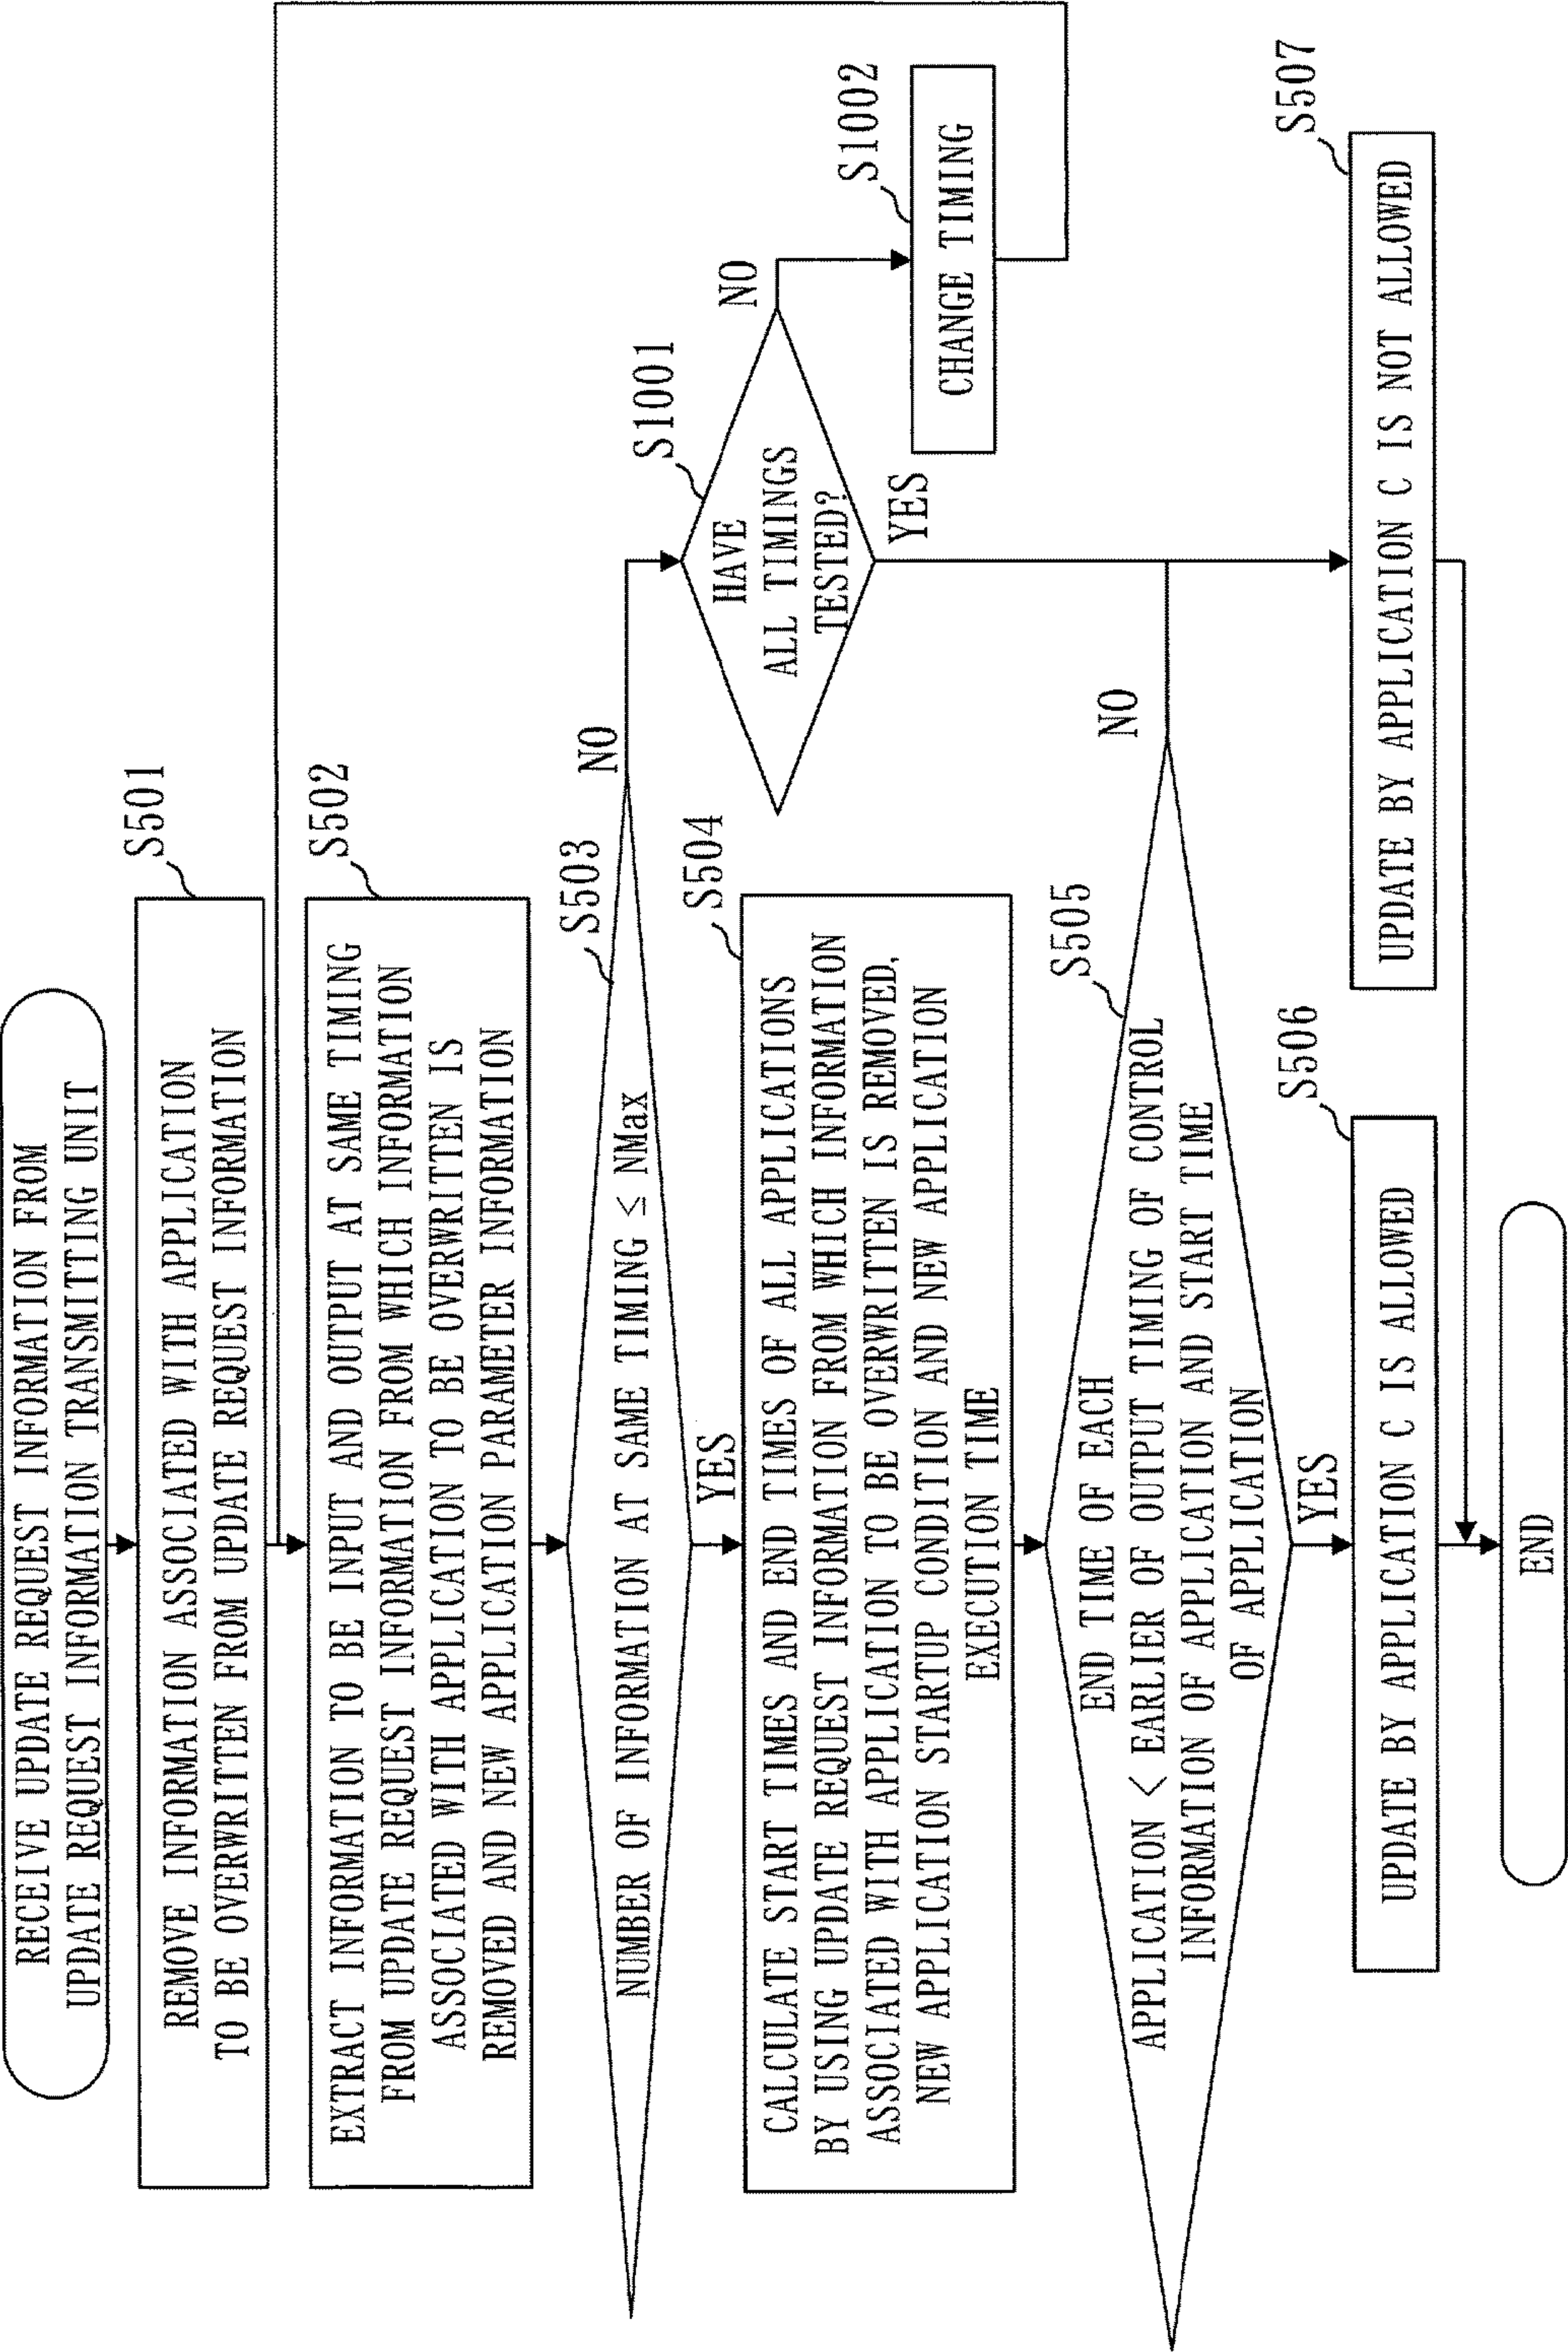 RECEIVE UPDATE REQUEST INFORMATION FROM
UPDATE REQUEST INFORMATION TRANSMITTING UNIT
S501
REMOVE INFORMATION ASSOCIATED WITH APPLICATION
TO BE OVERWRITTEN FROM UPDATE REQUEST INFORMATION
S502
EXTRACT INFORMATION TO BE INPUT AND OUTPUT AT SAME TIMING
FROM UPDATE REQUEST INFORMATION FROM WHICH INFORMATION
ASSOCIATED WITH APPLICATION TO BE OVERWRITTEN IS
REMOVED AND NEW APPLICATION PARAMETER INFORMATION
S503
NUMBER OF INFORMATION AT SAME TIMING ≤ NMax
NO
YES
S1001
HAVE
ALL TIMINGS
TESTED?
NO
YES
S1002
CHANGE TIMING
S504
CALCULATE START TIMES AND END TIMES OF ALL APPLICATIONS
BY USING UPDATE REQUEST INFORMATION FROM WHICH INFORMATION
ASSOCIATED WITH APPLICATION TO BE OVERWRITTEN IS REMOVED,
NEW APPLICATION STARTUP CONDITION AND NEW APPLICATION
EXECUTION TIME
S505
END TIME OF EACH
APPLICATION < EARLIER OF OUTPUT TIMING OF CONTROL
INFORMATION OF APPLICATION AND START TIME
OF APPLICATION
NO
YES
S506
UPDATE BY APPLICATION C IS ALLOWED
S507
UPDATE BY APPLICATION C IS NOT ALLOWED
END